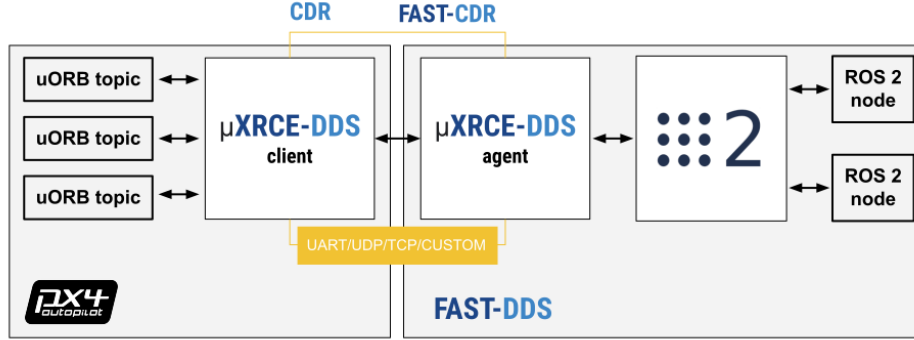 CDR
FAST-CDR
uORB topic
uORB topic
uORB topic
µXRCE-DDS
client
µXRCE-DDS
agent
2
ROS 2
node
ROS 2
node
UART/UDP/TCP/CUSTOM
px4
autopilot
FAST-DDS